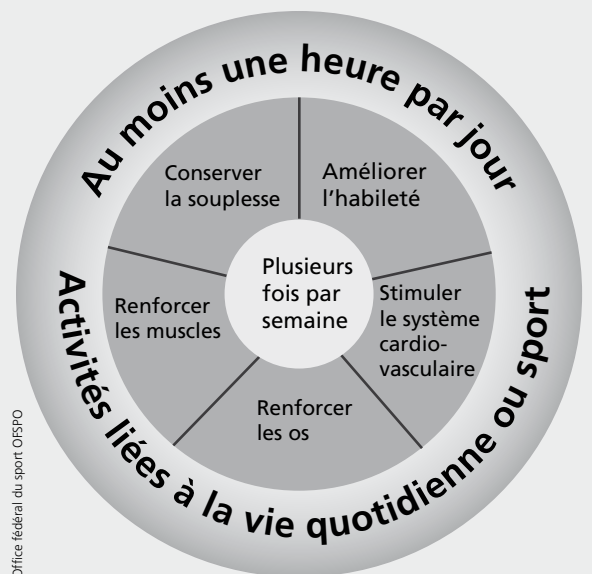 Au moins une heure par jour
Conserver
la souplesse
Améliorer
l’habileté
Plusieurs
fois par
semaine
Renforcer
les muscles
Stimuler
le système
cardio-
vasculaire
Renforcer
les os
Activités liées à la vie quotidienne ou sport
Office fédéral du sport OFSPO